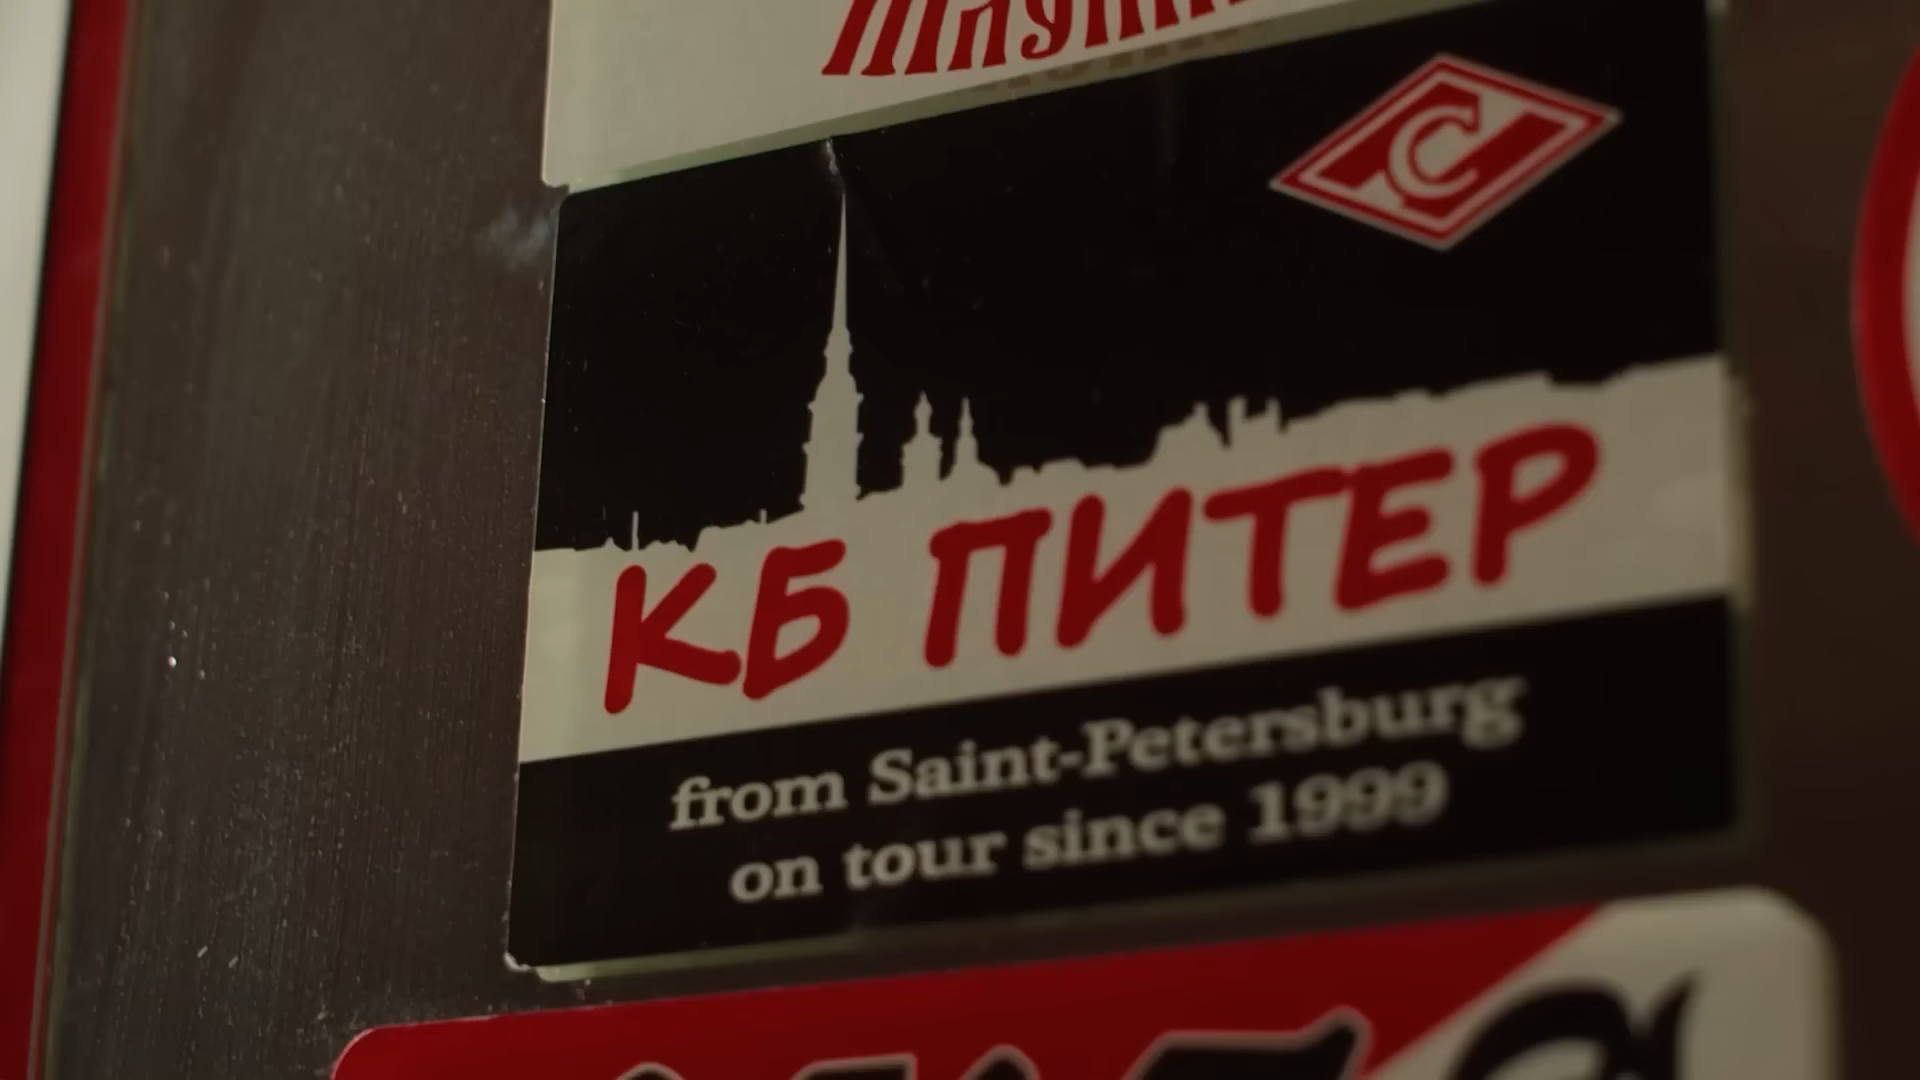 КБ ПИТЕР
from Saint-Petersburg
on tour since 1999